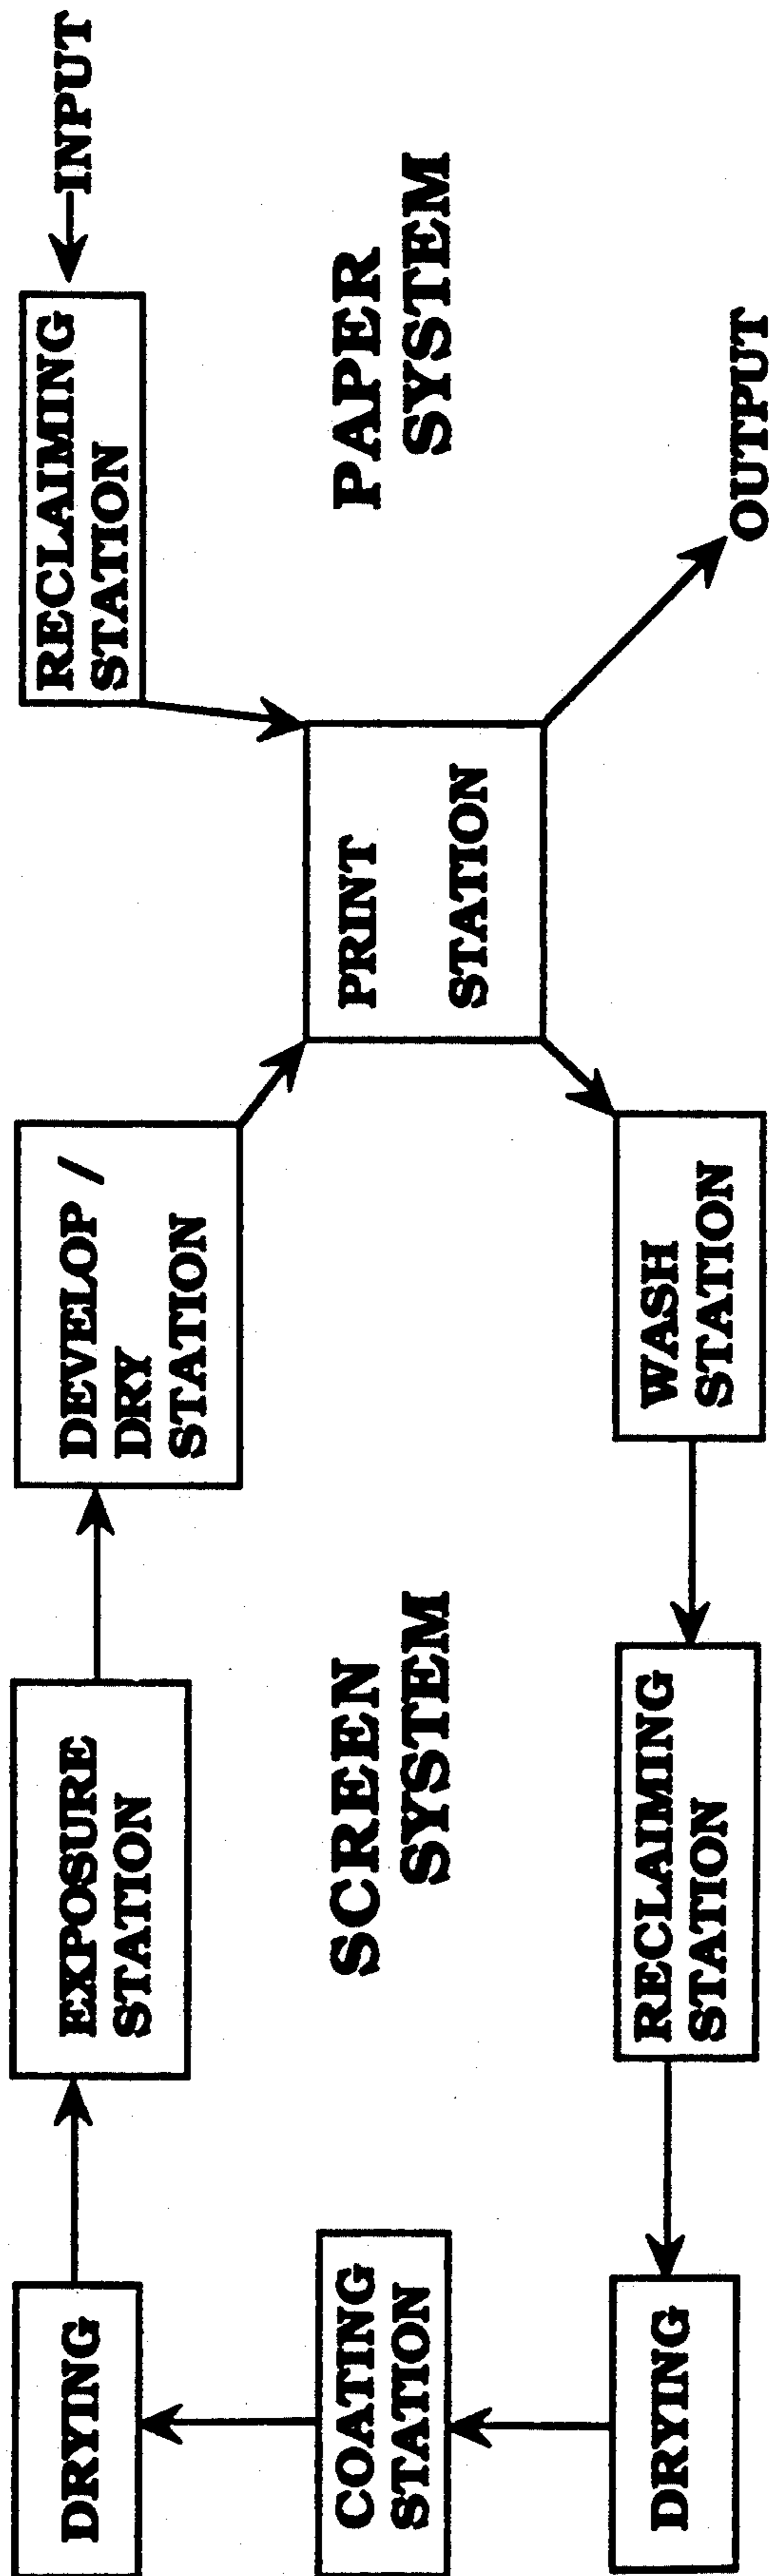 DRYING
EXPOSURE
STATION
DEVELOP /
DRY
STATION
RECLAIMING
STATION
INPUT
COATING
STATION
SCREEN
SYSTEM
PRINT
STATION
PAPER
SYSTEM
DRYING
RECLAIMING
STATION
WASH
STATION
OUTPUT